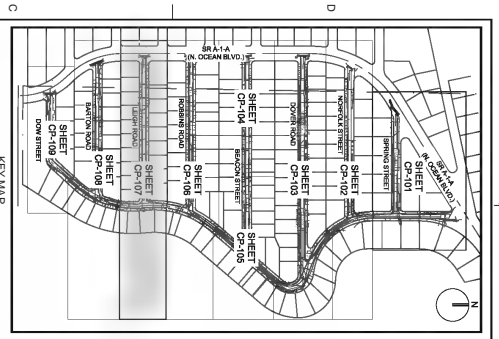 C
D
SR A-1-A
(N. OCEAN BLVD.)
SR A-1-A
(N. OCEAN BLVD.)
SHEET
CP-101
SPRING STREET
SHEET
CP-102
NORFOLK STREET
SHEET
CP-103
DOVER ROAD
SHEET
CP-104
SHEET
CP-105
BEACON STREET
SHEET
CP-106
ROBBINS ROAD
SHEET
CP-107
SHEET
CP-108
BARTON ROAD
SHEET
CP-109
DOW STREET
N
KEY MAP